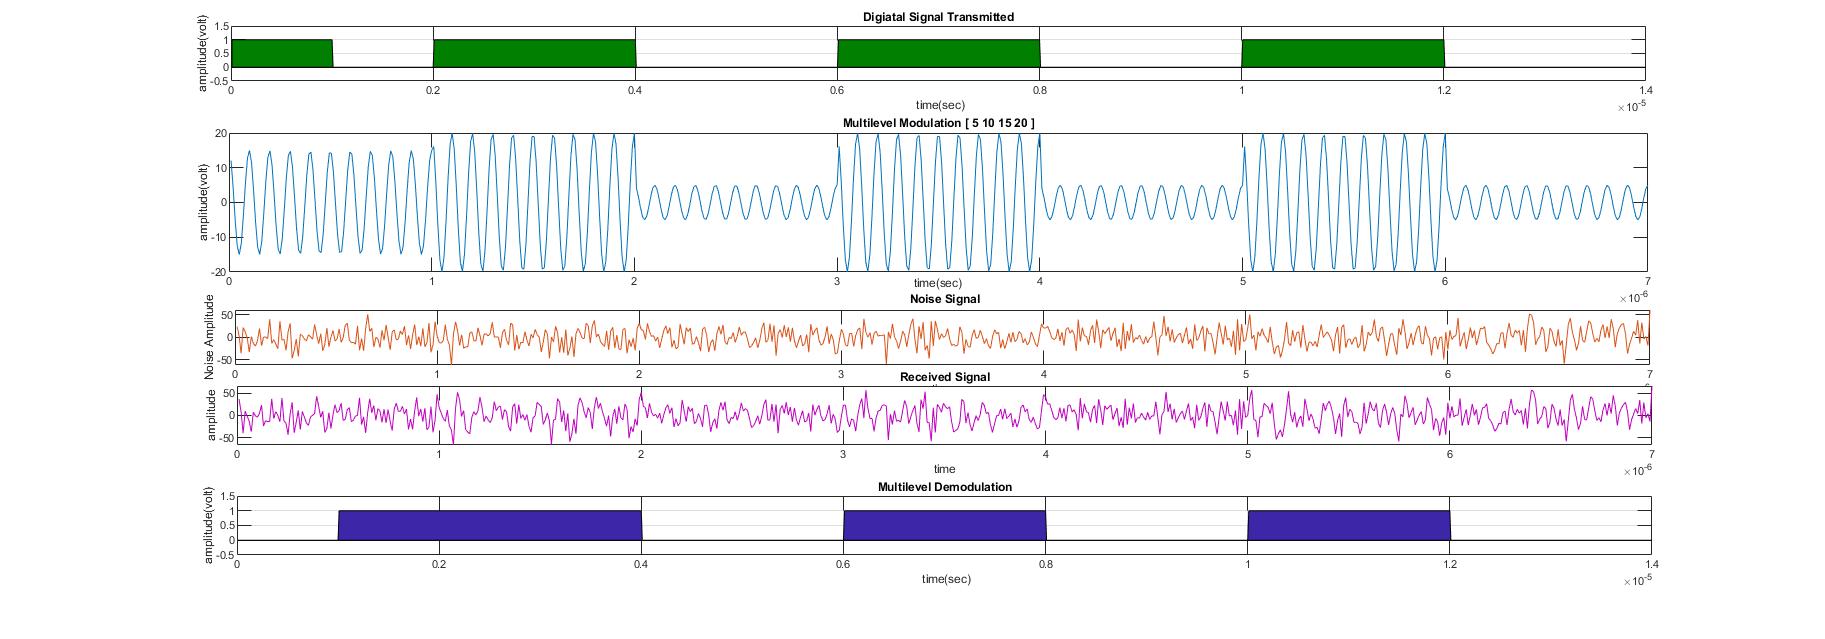 Digiatal Signal Transmitted
amplitude(volt)
1.5
1
0.5
0
-0.5
0 0.2 0.4 0.6 0.8 1 1.2 1.4
time(sec)
×10-5
Multilevel Modulation [ 5 10 15 20 ]
amplitude(volt)
20
10
0
-10
-20
0 1 2 3 4 5 6 7
time(sec)
×10-6
Noise Signal
Noise Amplitude
50
0
-50
0 1 2 3 4 5 6 7
Received Signal
amplitude
50
0
-50
0 1 2 3 4 5 6 7
time
×10-6
Multilevel Demodulation
amplitude(volt)
1.5
1
0.5
0
-0.5
0 0.2 0.4 0.6 0.8 1 1.2 1.4
time(sec)
×10-5